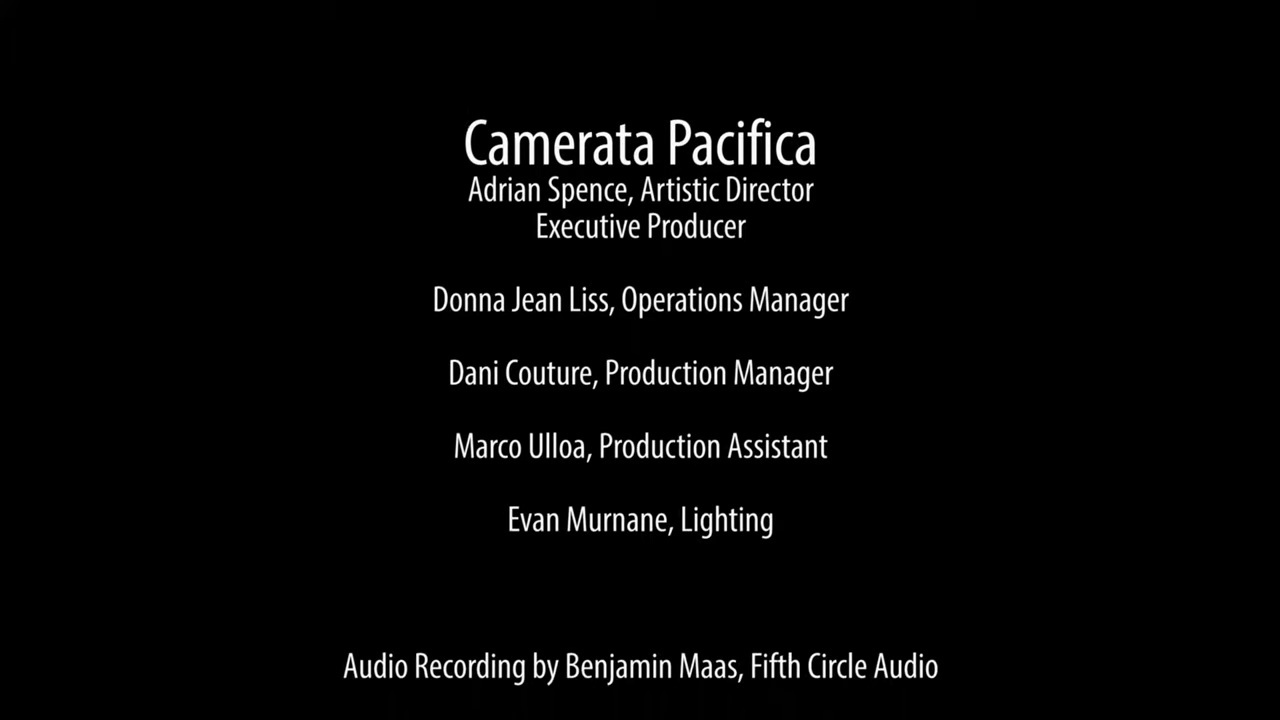 Camerata Pacifica
Adrian Spence, Artistic Director
Executive Producer
Donna Jean Liss, Operations Manager
Dani Couture, Production Manager
Marco Ulloa, Production Assistant
Evan Murnane, Lighting
Audio Recording by Benjamin Maas, Fifth Circle Audio